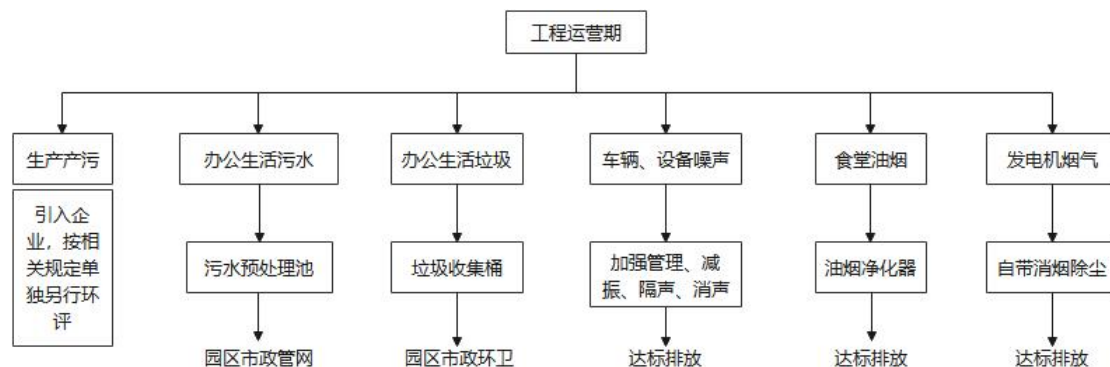 工程运营期
生产产污
办公生活污水
办公生活垃圾
车辆、设备噪声
食堂油烟
发电机烟气
引入企
业，按相
关规定单
独另行环
评
污水预处理池
垃圾收集桶
加强管理、减
振、隔声、消声
油烟净化器
自带消烟除尘
园区市政管网
园区市政环卫
达标排放
达标排放
达标排放